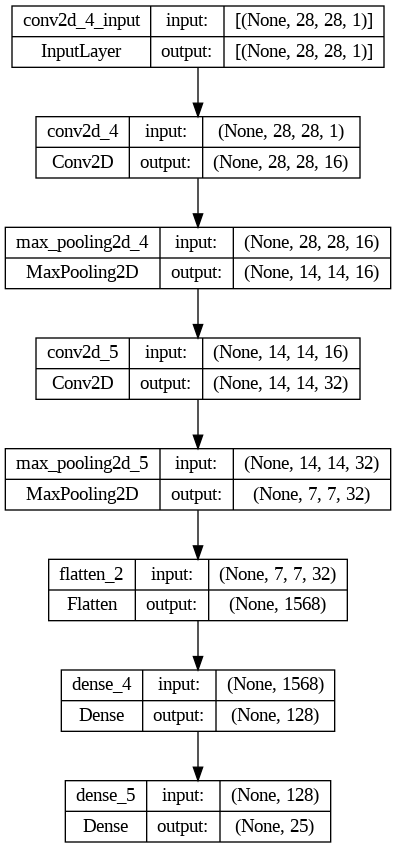 conv2d_4_input input: [(None, 28, 28, 1)]
InputLayer output: [(None, 28, 28, 1)]
conv2d_4 input: (None, 28, 28, 1)
Conv2D output: (None, 28, 28, 16)
max_pooling2d_4 input: (None, 28, 28, 16)
MaxPooling2D output: (None, 14, 14, 16)
conv2d_5 input: (None, 14, 14, 16)
Conv2D output: (None, 14, 14, 32)
max_pooling2d_5 input: (None, 14, 14, 32)
MaxPooling2D output: (None, 7, 7, 32)
flatten_2 input: (None, 7, 7, 32)
Flatten output: (None, 1568)
dense_4 input: (None, 1568)
Dense output: (None, 128)
dense_5 input: (None, 128)
Dense output: (None, 25)